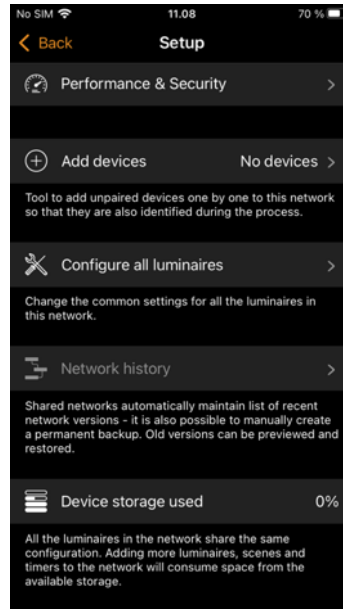 No SIM 11.08 70 %
Back Setup
Performance & Security
Add devices No devices
Tool to add unpaired devices one by one to this network
so that they are also identified during the process.
Configure all luminaires
Change the common settings for all the luminaires in
this network.
Network history
Shared networks automatically maintain list of recent
network versions - it is also possible to manually create
a permanent backup. Old versions can be previewed and
restored.
Device storage used 0%
All the luminaires in the network share the same
configuration. Adding more luminaires, scenes and
timers to the network will consume space from the
available storage.